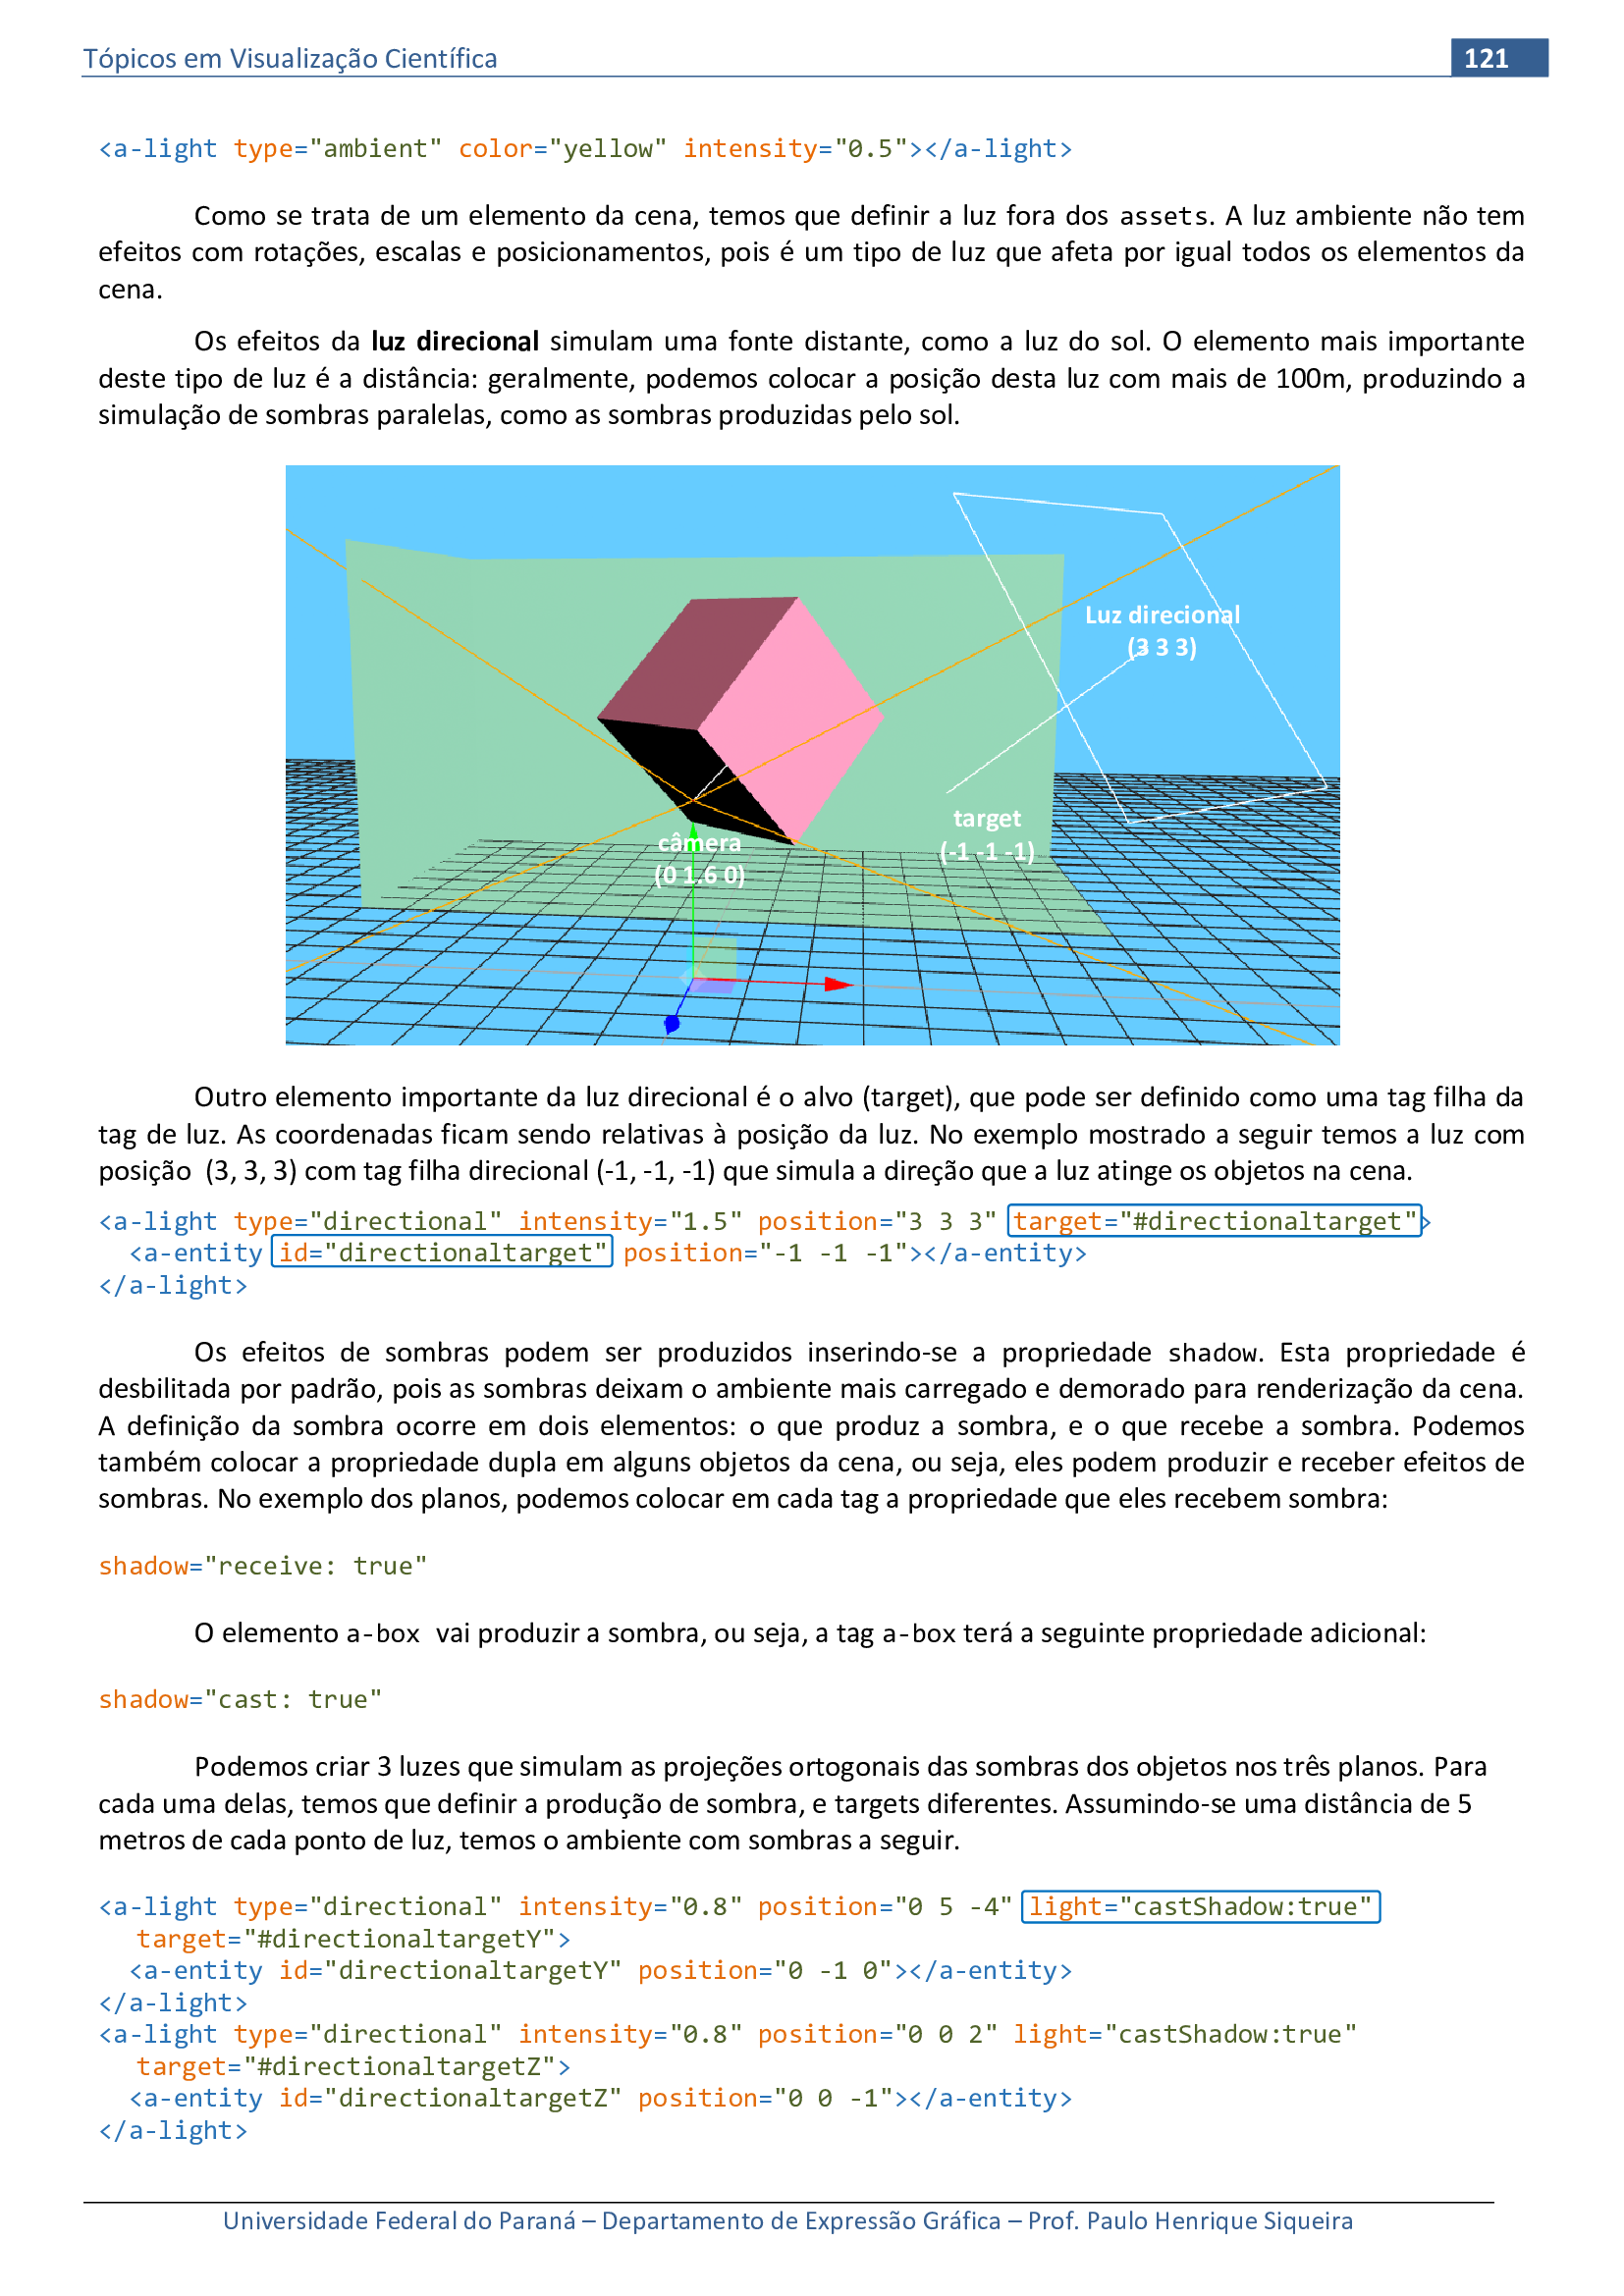 Tópicos em Visualização Científica 121
<a-light type="ambient" color="yellow" intensity="0.5"></a-light>
Como se trata de um elemento da cena, temos que definir a luz fora dos assets. A luz ambiente não tem
efeitos com rotações, escalas e posicionamentos, pois é um tipo de luz que afeta por igual todos os elementos da
cena.
Os efeitos da luz direcional simulam uma fonte distante, como a luz do sol. O elemento mais importante
deste tipo de luz é a distância: geralmente, podemos colocar a posição desta luz com mais de 100m, produzindo a
simulação de sombras paralelas, como as sombras produzidas pelo sol.
Luz direcional
(3 3 3)
target
(-1 -1 -1)
câmera
(0 1.6 0)
Outro elemento importante da luz direcional é o alvo (target), que pode ser definido como uma tag filha da
tag de luz. As coordenadas ficam sendo relativas à posição da luz. No exemplo mostrado a seguir temos a luz com
posição (3, 3, 3) com tag filha direcional (-1, -1, -1) que simula a direção que a luz atinge os objetos na cena.
<a-light type="directional" intensity="1.5" position="3 3 3" target="#directionaltarget">
<a-entity id="directionaltarget" position="-1 -1 -1"></a-entity>
</a-light>
Os efeitos de sombras podem ser produzidos inserindo-se a propriedade shadow. Esta propriedade é
desbilitada por padrão, pois as sombras deixam o ambiente mais carregado e demorado para renderização da cena.
A definição da sombra ocorre em dois elementos: o que produz a sombra, e o que recebe a sombra. Podemos
também colocar a propriedade dupla em alguns objetos da cena, ou seja, eles podem produzir e receber efeitos de
sombras. No exemplo dos planos, podemos colocar em cada tag a propriedade que eles recebem sombra:
shadow="receive: true"
O elemento a-box vai produzir a sombra, ou seja, a tag a-box terá a seguinte propriedade adicional:
shadow="cast: true"
Podemos criar 3 luzes que simulam as projeções ortogonais das sombras dos objetos nos três planos. Para
cada uma delas, temos que definir a produção de sombra, e targets diferentes. Assumindo-se uma distância de 5
metros de cada ponto de luz, temos o ambiente com sombras a seguir.
<a-light type="directional" intensity="0.8" position="0 5 -4" light="castShadow:true"
target="#directionaltargetY">
<a-entity id="directionaltargetY" position="0 -1 0"></a-entity>
</a-light>
<a-light type="directional" intensity="0.8" position="0 0 2" light="castShadow:true"
target="#directionaltargetZ">
<a-entity id="directionaltargetZ" position="0 0 -1"></a-entity>
</a-light>
Universidade Federal do Paraná – Departamento de Expressão Gráfica – Prof. Paulo Henrique Siqueira